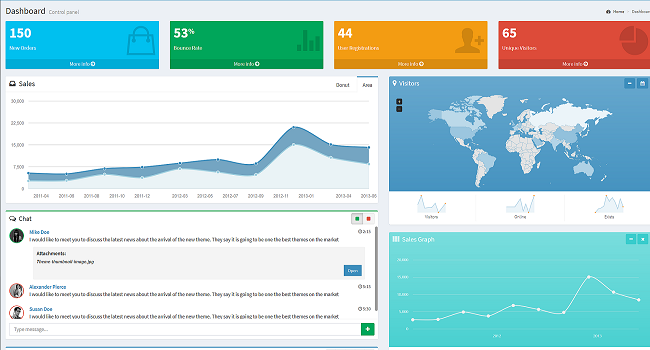 Dashboard Control panel
Home > Dashboard
150
New Orders
More info
53%
Bounce Rate
More info
44
User Registrations
More info
65
Unique Visitors
More info
Sales
Donut Area
30,000
22,500
15,000
7,500
0
2011-04 2011-09 2011-08 2011-12 2012-03 2012-06 2012-09 2012-11 2013-01 2013-04 2013-06
Visitors
+
−
Visitors Online Exists
Chat
Mike Doe 2:15
I would like to meet you to discuss the latest news about the arrival of the new theme. They say it is going to be one the best themes on the market
Attachments:
Theme-thumbnail-image.jpg
Open
Alexander Pierce 5:15
I would like to meet you to discuss the latest news about the arrival of the new theme. They say it is going to be one the best themes on the market
Susan Doe 5:30
I would like to meet you to discuss the latest news about the arrival of the new theme. They say it is going to be one the best themes on the market
Type message...
Sales Graph
20,000
15,000
10,000
5,000
0
2012 2013